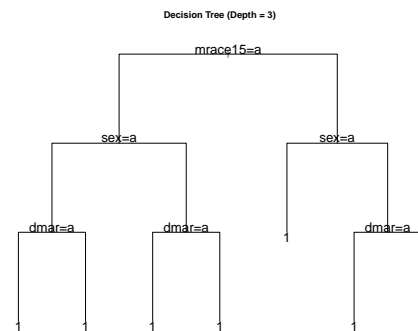 Decision Tree (Depth = 3)
mrace15=a
sex=a sex=a
dmar=a dmar=a 1 dmar=a
1 1 1 1 1